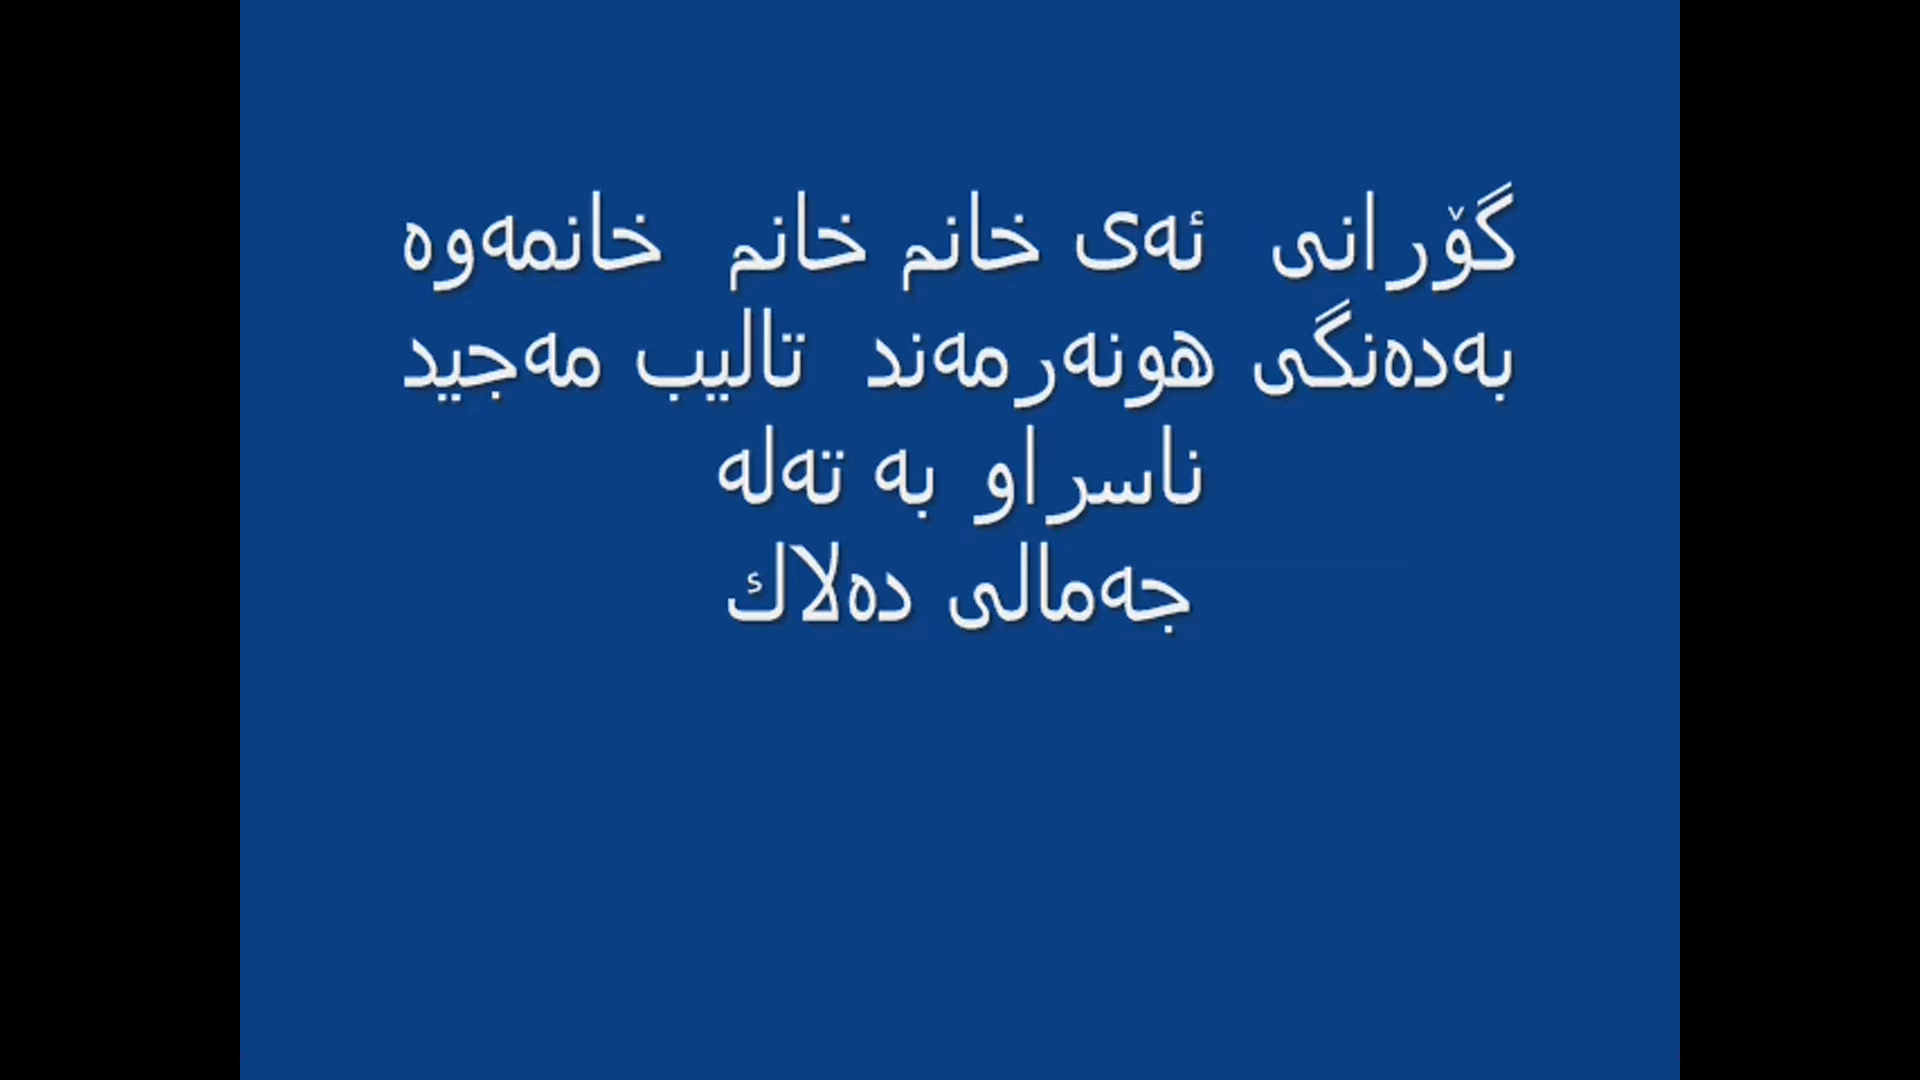 گۆرانی ئەی خانم خانم خانمەوە
بەدەنگی هونەرمەند تالیب مەجید
ناسراو بە تەلە
جەمالی دەلاك